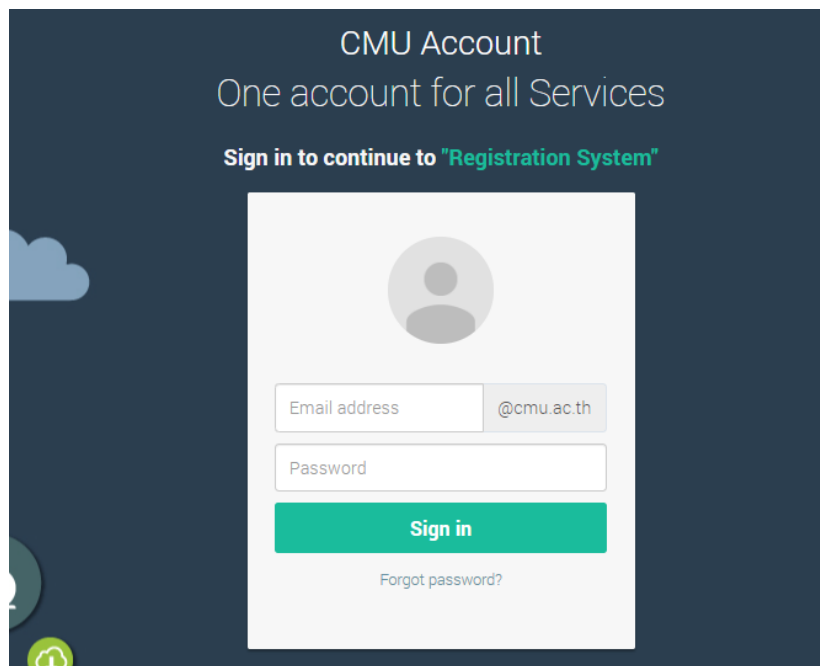 CMU Account
One account for all Services
Sign in to continue to "Registration System"
Email address @cmu.ac.th
Password
Sign in
Forgot password?